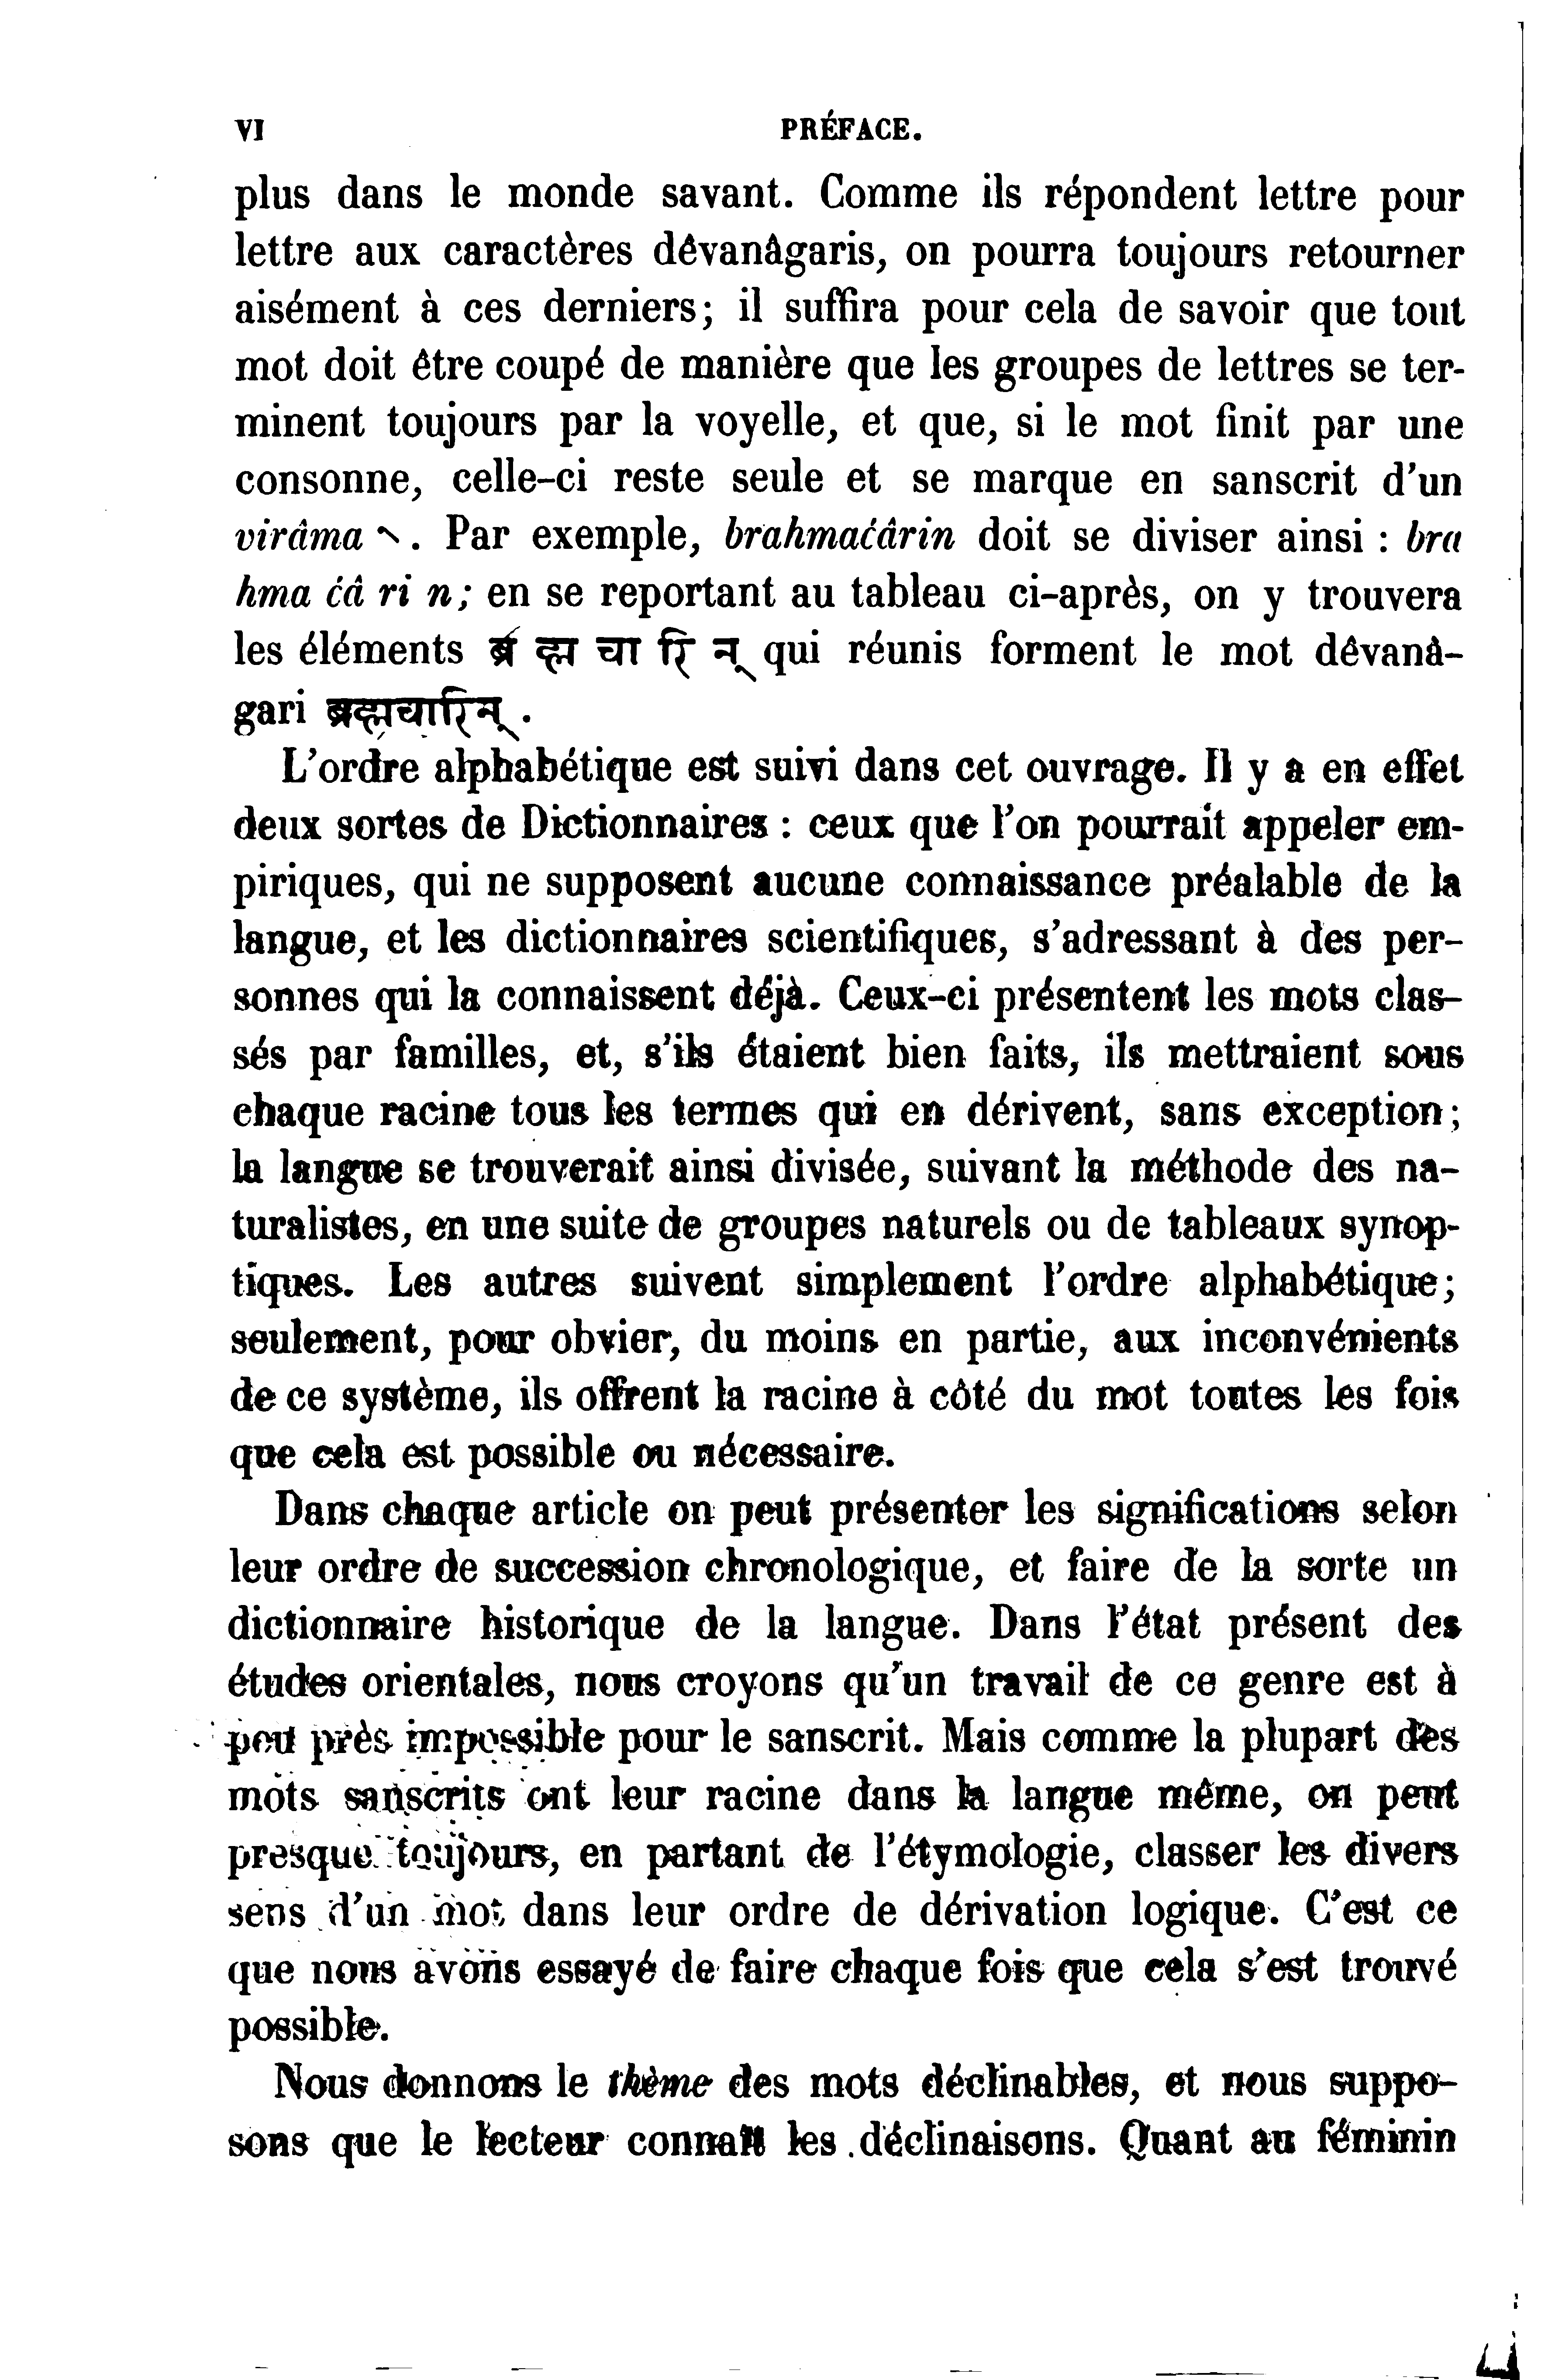 VI PRÉFACE.
plus dans le monde savant. Comme ils répondent lettre pour
lettre aux caractères dêvanâgaris, on pourra toujours retourner
aisément à ces derniers; il suffira pour cela de savoir que tout
mot doit être coupé de manière que les groupes de lettres se ter-
minent toujours par la voyelle, et que, si le mot finit par une
consonne, celle-ci reste seule et se marque en sanscrit d'un
virâma ्. Par exemple, brahmaćârin doit se diviser ainsi : bra
hma ćâ ri n; en se reportant au tableau ci-après, on y trouvera
les éléments ब्र ह्म चा रि न् qui réunis forment le mot dêvanâ-
gari ब्रह्मचारिन्.
L'ordre alphabétique est suivi dans cet ouvrage. Il y a en effet
deux sortes de Dictionnaires : ceux que l'on pourrait appeler em-
piriques, qui ne supposent aucune connaissance préalable de la
langue, et les dictionnaires scientifiques, s'adressant à des per-
sonnes qui la connaissent déjà. Ceux-ci présentent les mots clas-
sés par familles, et, s'ils étaient bien faits, ils mettraient sous
chaque racine tous les termes qui en dérivent, sans exception;
la langue se trouverait ainsi divisée, suivant la méthode des na-
turalistes, en une suite de groupes naturels ou de tableaux synop-
tiques. Les autres suivent simplement l'ordre alphabétique;
seulement, pour obvier, du moins en partie, aux inconvénients
de ce système, ils offrent la racine à côté du mot toutes les fois
que cela est possible ou nécessaire.
Dans chaque article on peut présenter les significations selon
leur ordre de succession chronologique, et faire de la sorte un
dictionnaire historique de la langue. Dans l'état présent des
études orientales, nous croyons qu'un travail de ce genre est à
peu près impossible pour le sanscrit. Mais comme la plupart des
mots sanscrits ont leur racine dans la langue même, on peut
presque toujours, en partant de l'étymologie, classer les divers
sens d'un mot dans leur ordre de dérivation logique. C'est ce
que nous avons essayé de faire chaque fois que cela s'est trouvé
possible.
Nous donnons le thème des mots déclinables, et nous suppo-
sons que le lecteur connaît les déclinaisons. Quant au féminin